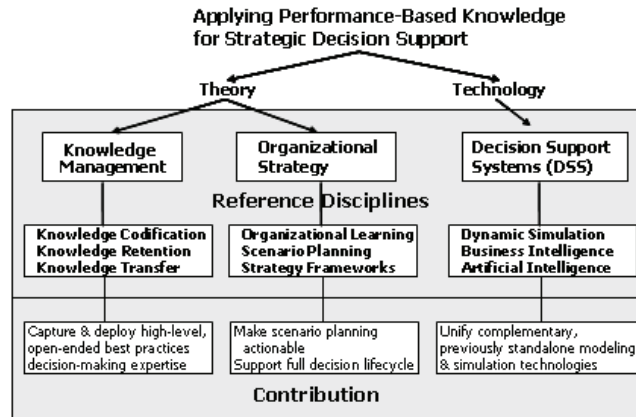 Applying Performance-Based Knowledge
for Strategic Decision Support
Theory
Technology
Knowledge
Management
Organizational
Strategy
Decision Support
Systems (DSS)
Reference Disciplines
Knowledge Codification
Knowledge Retention
Knowledge Transfer
Organizational Learning
Scenario Planning
Strategy Frameworks
Dynamic Simulation
Business Intelligence
Artificial Intelligence
Capture & deploy high-level,
open-ended best practices
decision-making expertise
Make scenario planning
actionable
Support full decision lifecycle
Unify complementary,
previously standalone modeling
& simulation technologies
Contribution